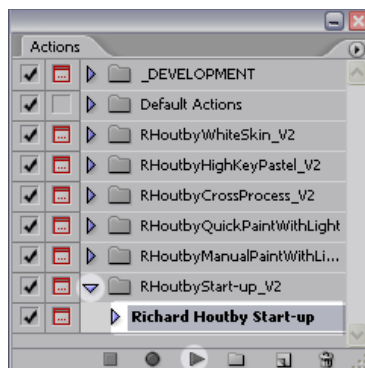 Actions
_DEVELOPMENT
Default Actions
RHoutbyWhiteSkin_V2
RHoutbyHighKeyPastel_V2
RHoutbyCrossProcess_V2
RHoutbyQuickPaintWithLight
RHoutbyManualPaintWithLi...
RHoutbyStart-up_V2
Richard Houtby Start-up